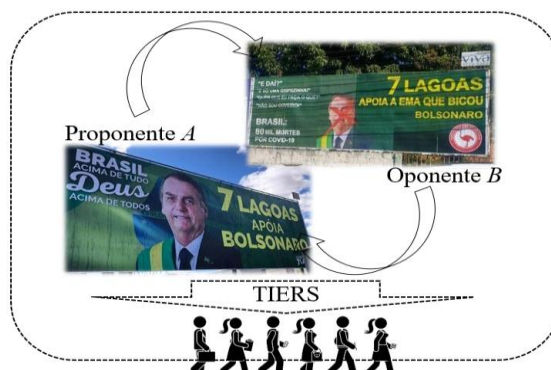 "E DAÍ?"
BRASIL:
80 MIL MORTES
POR COVID-19
7 LAGOAS
APOIA A EMA QUE BICOU
BOLSONARO
Proponente A
Oponente B
BRASIL
ACIMA DE TUDO
Deus
ACIMA DE TODOS
7 LAGOAS
APÓIA
BOLSONARO
TIERS